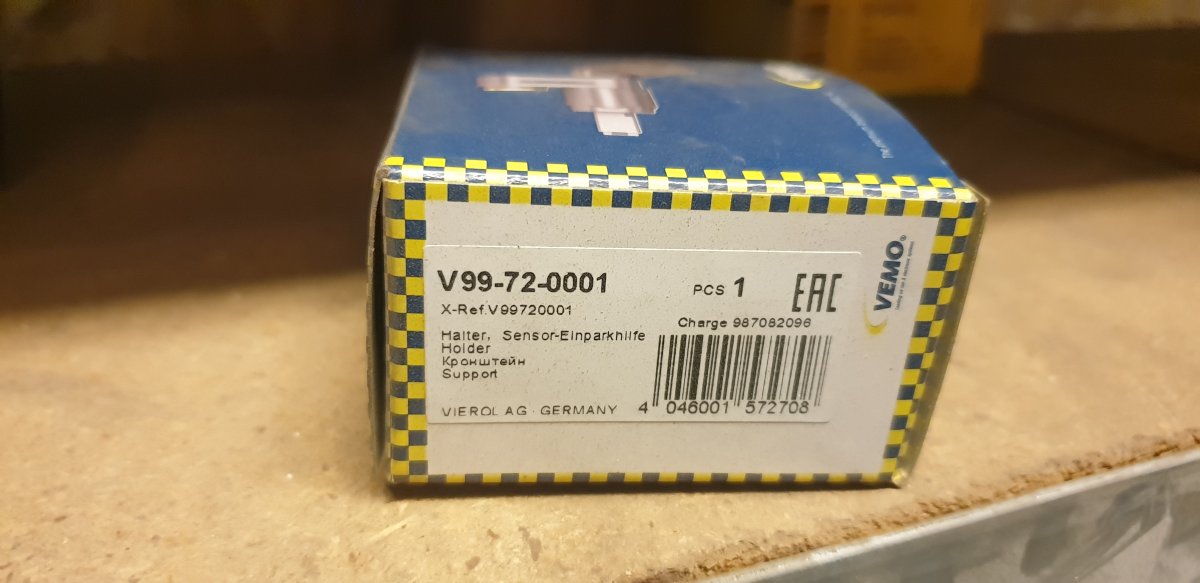 V99-72-0001
PCS 1
EAC
X-Ref.V99720001
Charge 987082096
Halter, Sensor-Einparkhilfe
Holder
Кронштейн
Support
VIEROL AG · GERMANY
4 046001 572708
VEMO®